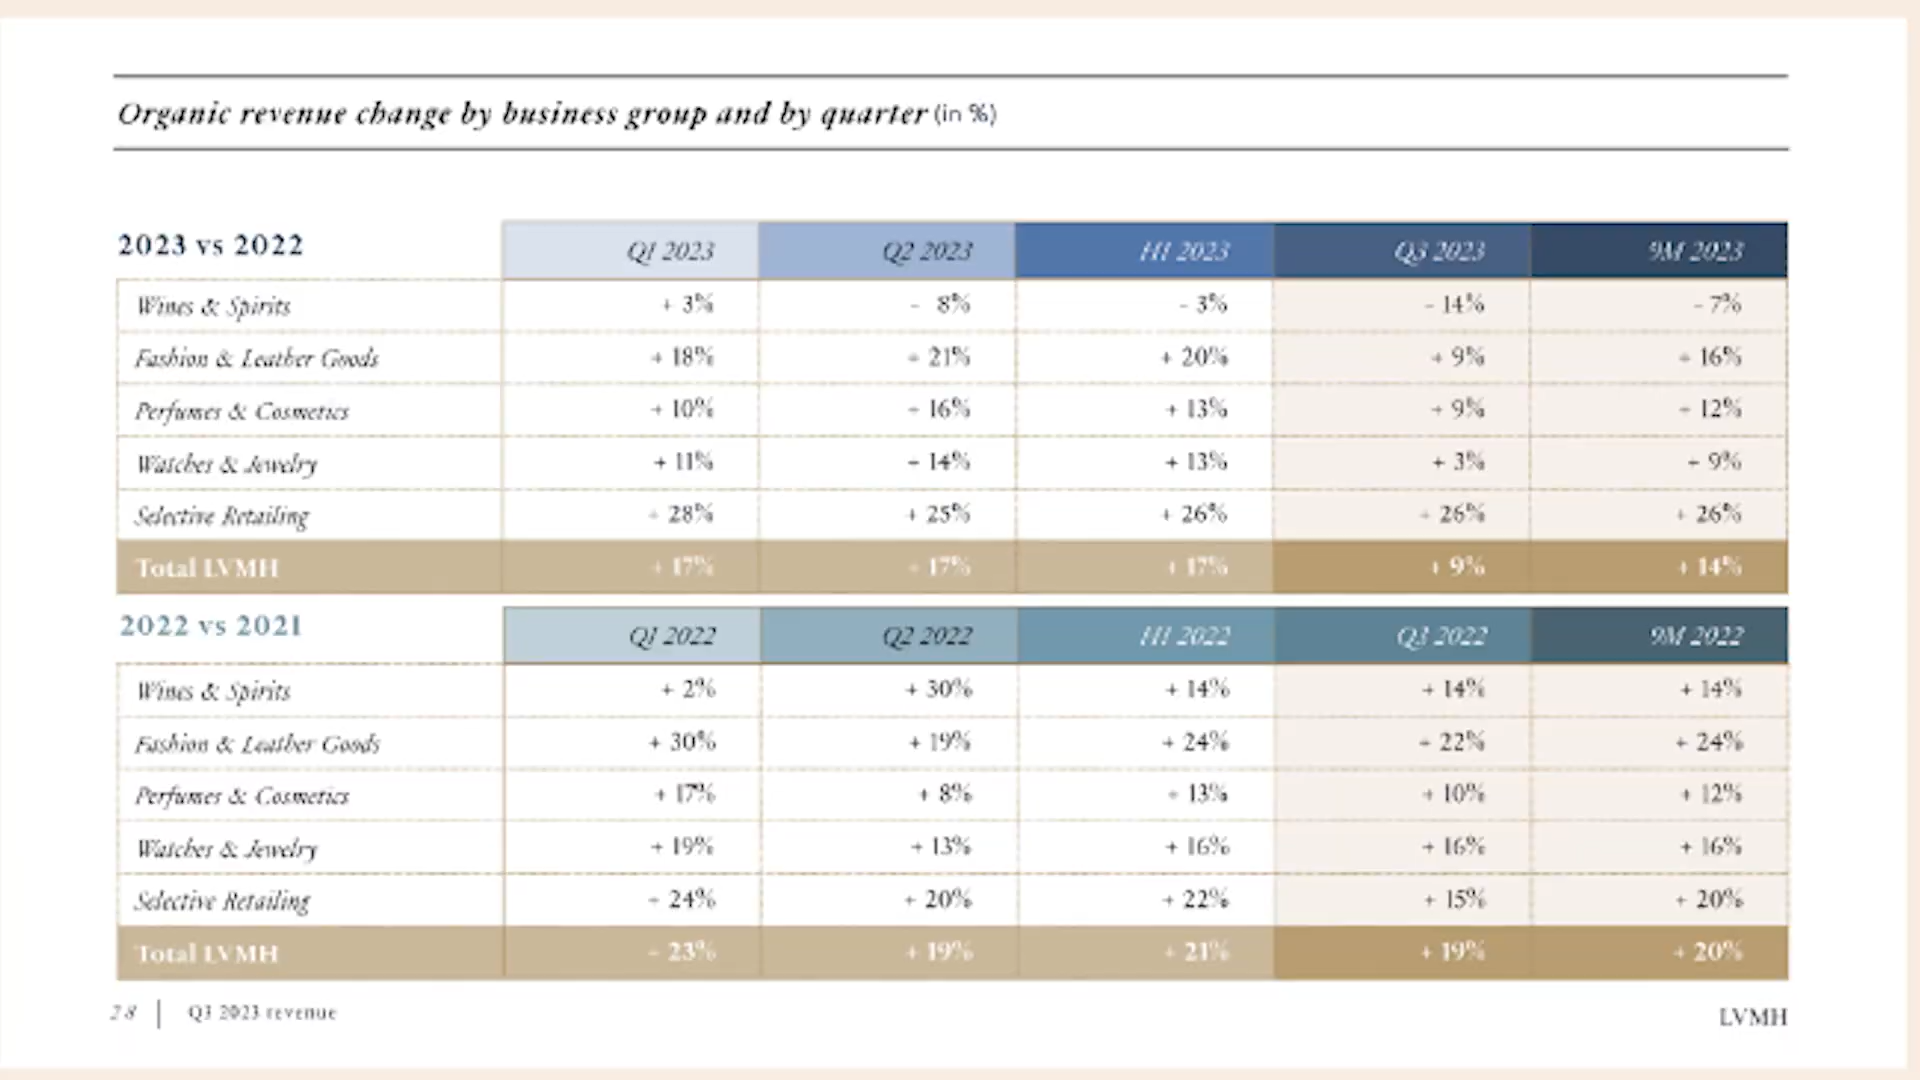 Organic revenue change by business group and by quarter (in %)
2023 vs 2022 Q1 2023 Q2 2023 H1 2023 Q3 2023 9M 2023
Wines & Spirits + 3% - 8% - 3% - 14% - 7%
Fashion & Leather Goods + 18% + 21% + 20% + 9% + 16%
Perfumes & Cosmetics + 10% + 16% + 13% + 9% + 12%
Watches & Jewelry + 11% + 14% + 13% + 3% + 9%
Selective Retailing + 28% + 25% + 26% + 26% + 26%
Total LVMH + 17% + 17% + 17% + 9% + 14%
2022 vs 2021 Q1 2022 Q2 2022 H1 2022 Q3 2022 9M 2022
Wines & Spirits + 2% + 30% + 14% + 14% + 14%
Fashion & Leather Goods + 30% + 19% + 24% + 22% + 24%
Perfumes & Cosmetics + 17% + 8% + 13% + 10% + 12%
Watches & Jewelry + 19% + 13% + 16% + 16% + 16%
Selective Retailing + 24% + 20% + 22% + 15% + 20%
Total LVMH + 23% + 19% + 21% + 19% + 20%
28 | Q3 2023 revenue LVMH